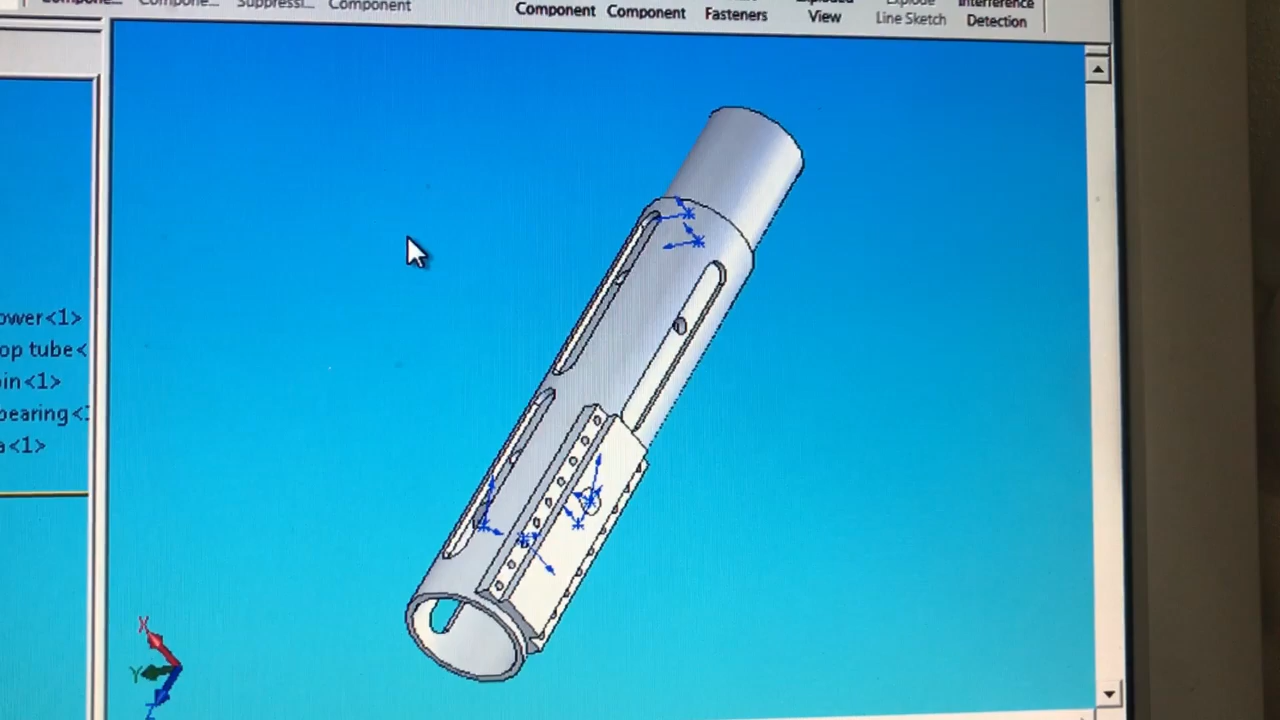 Component
Component Component Fasteners View Line Sketch Interference
Detection
ower<1>
op tube<
in<1>
bearing<
a<1>
X
Y
Z